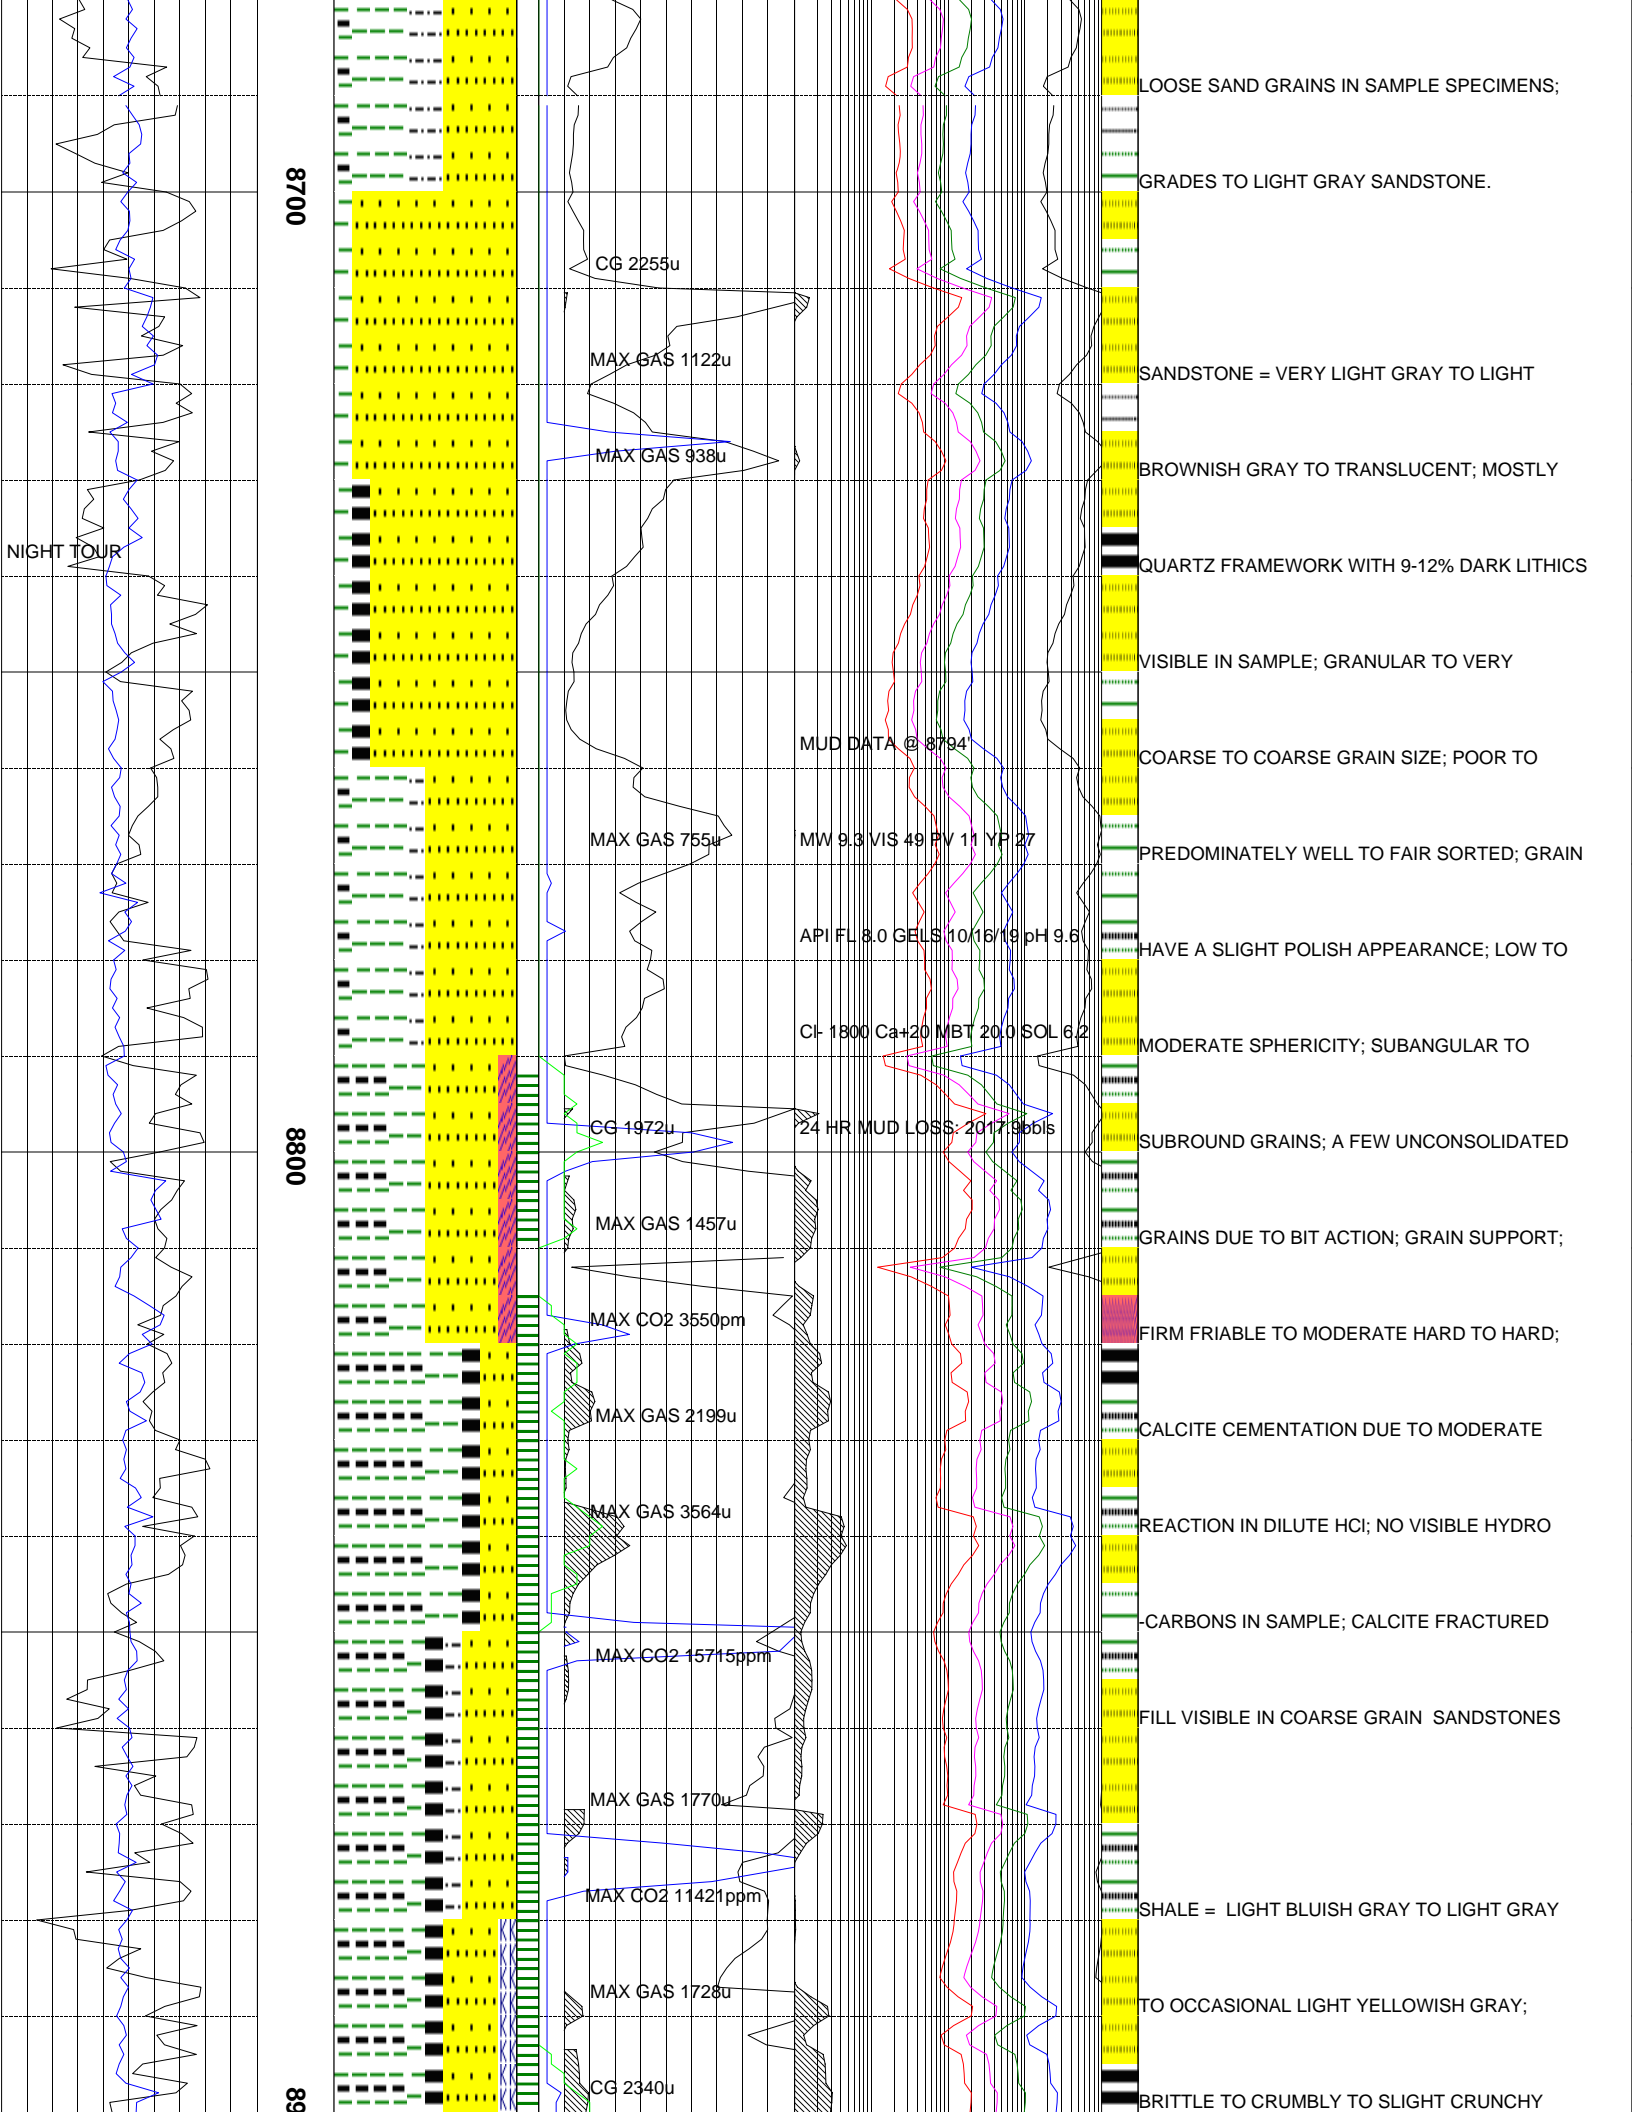 LOOSE SAND GRAINS IN SAMPLE SPECIMENS;
8700
GRADES TO LIGHT GRAY SANDSTONE.
CG 2255u
MAX GAS 1122u
SANDSTONE = VERY LIGHT GRAY TO LIGHT
MAX GAS 938u
BROWNISH GRAY TO TRANSLUCENT; MOSTLY
NIGHT TOUR
QUARTZ FRAMEWORK WITH 9-12% DARK LITHICS
VISIBLE IN SAMPLE; GRANULAR TO VERY
MUD DATA @ 8794'
COARSE TO COARSE GRAIN SIZE; POOR TO
MAX GAS 755u
MW 9.3 VIS 49 PV 11 YP 27
PREDOMINATELY WELL TO FAIR SORTED; GRAIN
API FL 8.0 GELS 10/16/19 pH 9.6
HAVE A SLIGHT POLISH APPEARANCE; LOW TO
Cl- 1800 Ca+20 MBT 20.0 SOL 6.2
MODERATE SPHERICITY; SUBANGULAR TO
CG 1972u
24 HR MUD LOSS: 2017.9bbls
8800
SUBROUND GRAINS; A FEW UNCONSOLIDATED
MAX GAS 1457u
GRAINS DUE TO BIT ACTION; GRAIN SUPPORT;
MAX CO2 3550pm
FIRM FRIABLE TO MODERATE HARD TO HARD;
MAX GAS 2199u
CALCITE CEMENTATION DUE TO MODERATE
MAX GAS 3564u
REACTION IN DILUTE HCl; NO VISIBLE HYDRO
-CARBONS IN SAMPLE; CALCITE FRACTURED
MAX CO2 15715ppm
FILL VISIBLE IN COARSE GRAIN  SANDSTONES
MAX GAS 1770u
MAX CO2 11421ppm
SHALE =  LIGHT BLUISH GRAY TO LIGHT GRAY
MAX GAS 1728u
TO OCCASIONAL LIGHT YELLOWISH GRAY;
CG 2340u
89
BRITTLE TO CRUMBLY TO SLIGHT CRUNCHY